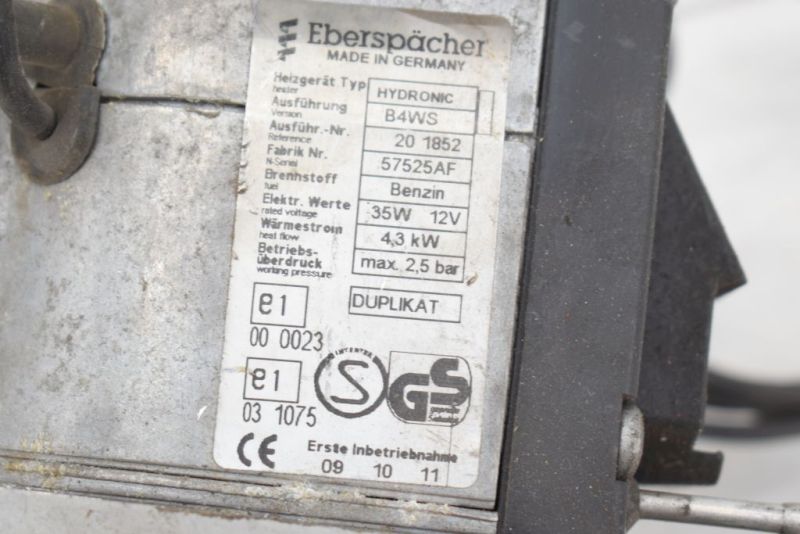 Eberspächer
MADE IN GERMANY
Heizgerät Typ HYDRONIC
heater
Ausführung B4WS
Version
Ausführ.-Nr. 20 1852
Reference
Fabrik Nr. 57525AF
N-Seriel
Brennstoff Benzin
fuel
Elektr. Werte 35W 12V
rated voltage
Wärmestrom 4,3 kW
heat flow
Betriebs-
überdruck max. 2,5 bar
working pressure
e1 DUPLIKAT
00 0023
e1
03 1075
S GS
CE Erste Inbetriebnahme
09 10 11